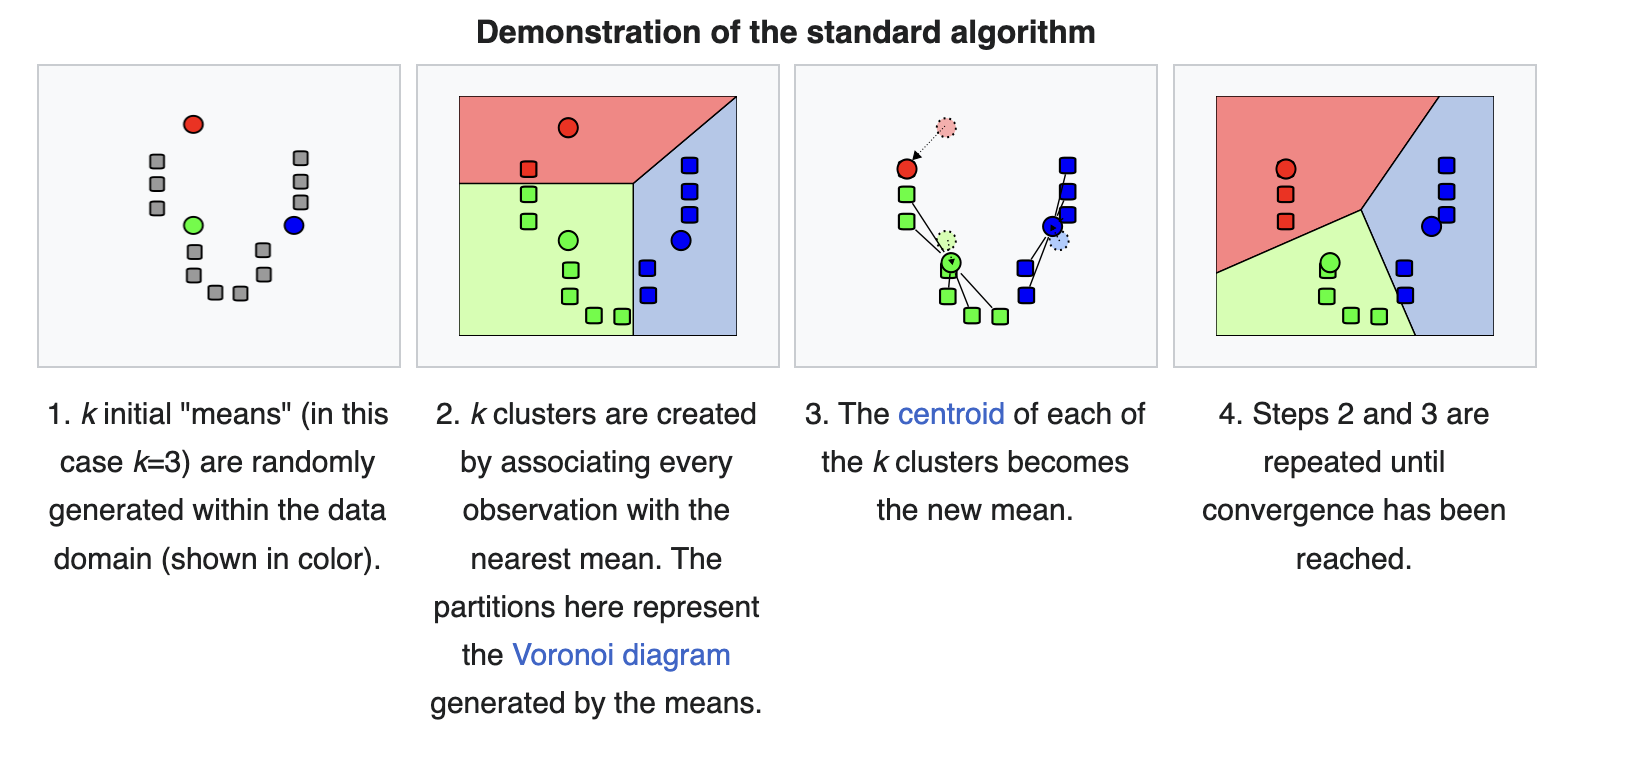 Demonstration of the standard algorithm
1. k initial "means" (in this
case k=3) are randomly
generated within the data
domain (shown in color).
2. k clusters are created
by associating every
observation with the
nearest mean. The
partitions here represent
the Voronoi diagram
generated by the means.
3. The centroid of each of
the k clusters becomes
the new mean.
4. Steps 2 and 3 are
repeated until
convergence has been
reached.